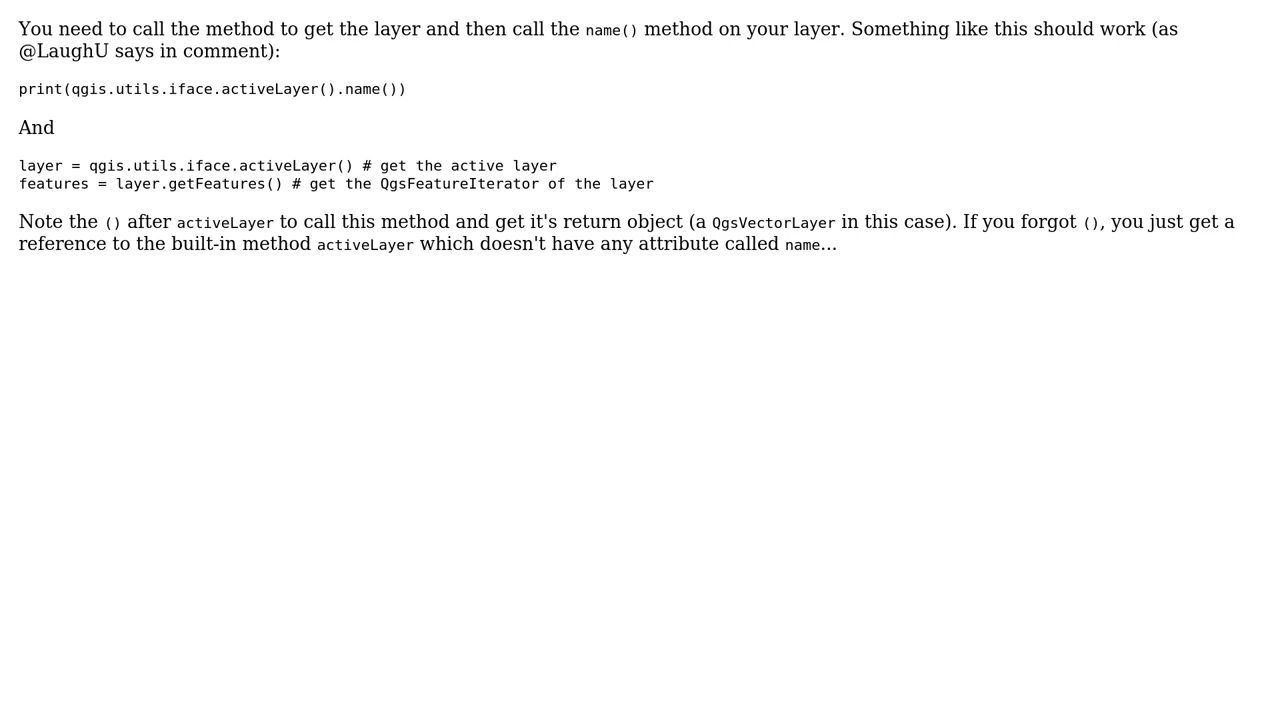 You need to call the method to get the layer and then call the name() method on your layer. Something like this should work (as
@LaughU says in comment):
print(qgis.utils.iface.activeLayer().name())
And
layer = qgis.utils.iface.activeLayer() # get the active layer
features = layer.getFeatures() # get the QgsFeatureIterator of the layer
Note the () after activeLayer to call this method and get it's return object (a QgsVectorLayer in this case). If you forgot (), you just get a
reference to the built-in method activeLayer which doesn't have any attribute called name...